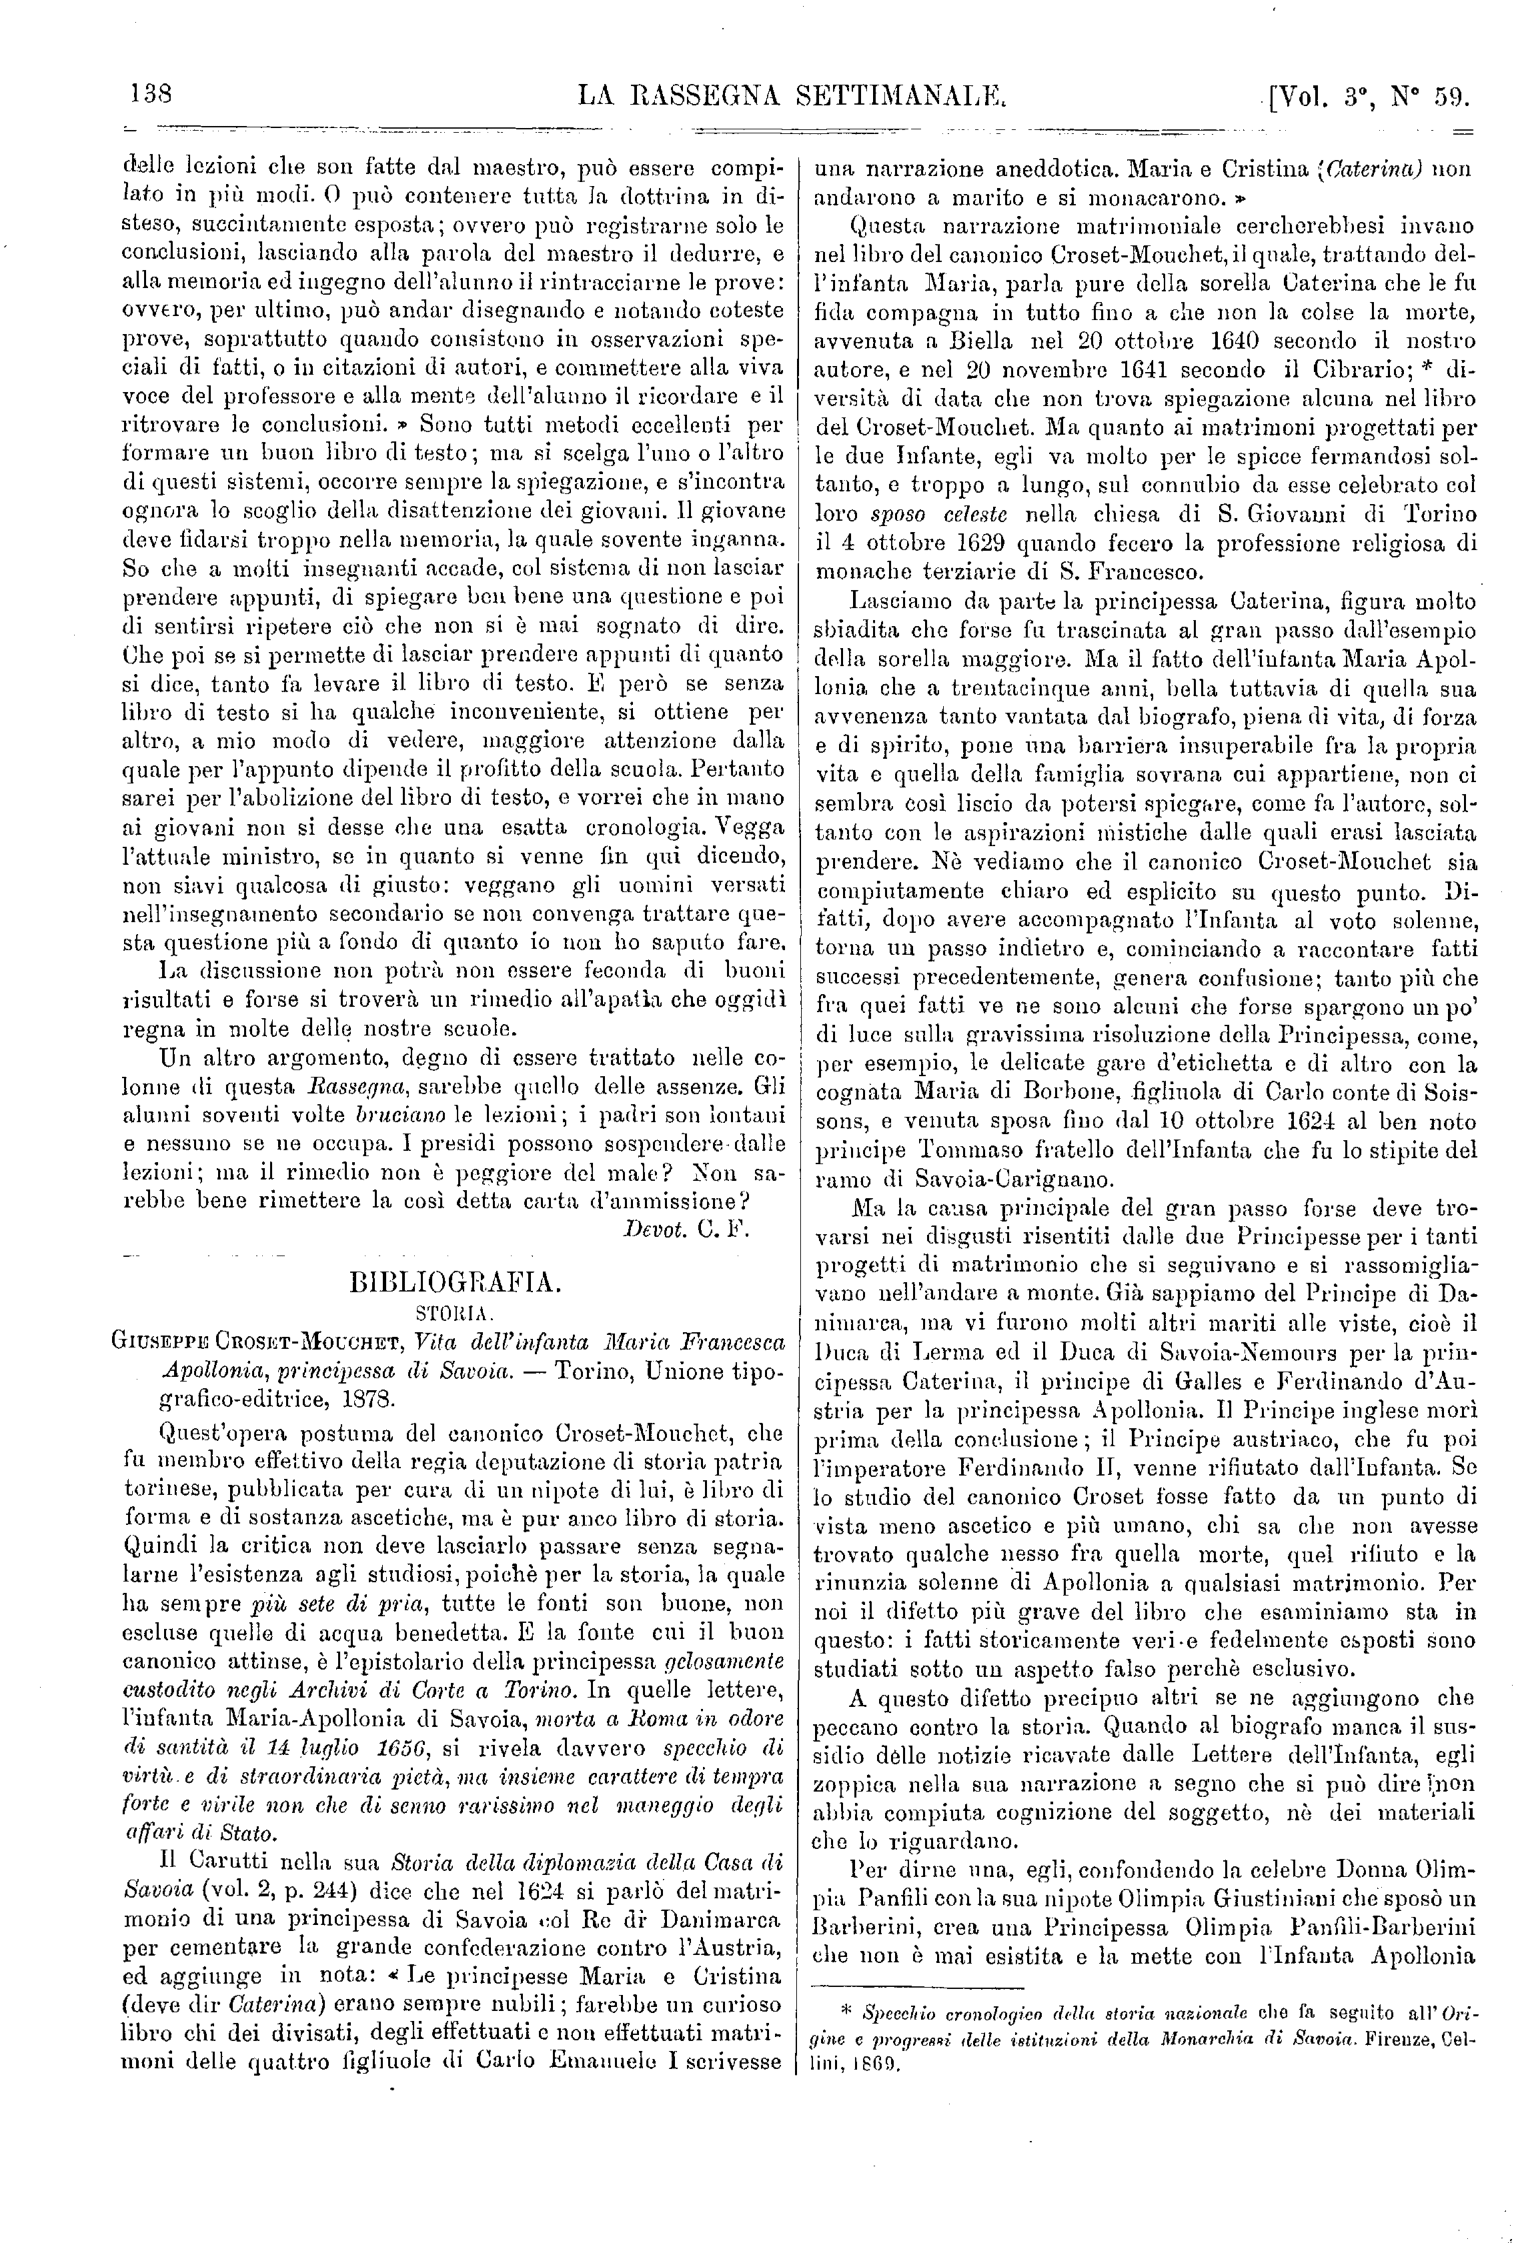 138
LA RASSEGNA SETTIMANALE.
[Vol. 3°, N° 59.
delle lezioni che son fatte dal maestro, può essere compi-
lato in più modi. O può contenere tutta la dottrina in di-
steso, succintamente esposta; ovvero può registrarne solo le
conclusioni, lasciando alla parola del maestro il dedurre, e
alla memoria ed ingegno dell'alunno il rintracciarne le prove:
ovvero, per ultimo, può andar disegnando e notando coteste
prove, soprattutto quando consistono in osservazioni spe-
ciali di fatti, o in citazioni di autori, e commettere alla viva
voce del professore e alla mente dell'alunno il ricordare e il
ritrovare le conclusioni. » Sono tutti metodi eccellenti per
formare un buon libro di testo; ma si scelga l'uno o l'altro
di questi sistemi, occorre sempre la spiegazione, e s'incontra
ognora lo scoglio della disattenzione dei giovani. Il giovane
deve fidarsi troppo nella memoria, la quale sovente inganna.
So che a molti insegnanti accade, col sistema di non lasciar
prendere appunti, di spiegare ben bene una questione e poi
di sentirsi ripetere ciò che non si è mai sognato di dire.
Che poi se si permette di lasciar prendere appunti di quanto
si dice, tanto fa levare il libro di testo. E però se senza
libro di testo si ha qualche inconveniente, si ottiene per
altro, a mio modo di vedere, maggiore attenzione dalla
quale per l'appunto dipende il profitto della scuola. Pertanto
sarei per l'abolizione del libro di testo, e vorrei che in mano
ai giovani non si desse che una esatta cronologia. Vegga
l'attuale ministro, se in quanto si venne fin qui dicendo,
non siavi qualcosa di giusto: veggano gli uomini versati
nell'insegnamento secondario se non convenga trattare que-
sta questione più a fondo di quanto io non ho saputo fare.
La discussione non potrà non essere feconda di buoni
risultati e forse si troverà un rimedio all'apatia che oggidì
regna in molte delle nostre scuole.
Un altro argomento, degno di essere trattato nelle co-
lonne di questa Rassegna, sarebbe quello delle assenze. Gli
alunni soventi volte bruciano le lezioni; i padri son lontani
e nessuno se ne occupa. I presidi possono sospendere dalle
lezioni; ma il rimedio non è peggiore del male? Non sa-
rebbe bene rimettere la così detta carta d'ammissione?
Devot. C. F.
BIBLIOGRAFIA.
STORIA.
GIUSEPPE CROSET-MOUCHET, Vita dell'infanta Maria Francesca
Apollonia, principessa di Savoia. — Torino, Unione tipo-
grafico-editrice, 1878.
Quest'opera postuma del canonico Croset-Mouchet, che
fu membro effettivo della regia deputazione di storia patria
torinese, pubblicata per cura di un nipote di lui, è libro di
forma e di sostanza ascetiche, ma è pur anco libro di storia.
Quindi la critica non deve lasciarlo passare senza segna-
larne l'esistenza agli studiosi, poichè per la storia, la quale
ha sempre più sete di pria, tutte le fonti son buone, non
escluse quelle di acqua benedetta. E la fonte cui il buon
canonico attinse, è l'epistolario della principessa gelosamente
custodito negli Archivi di Corte a Torino. In quelle lettere,
l'infanta Maria-Apollonia di Savoia, morta a Roma in odore
di santità il 14 luglio 1656, si rivela davvero specchio di
virtù e di straordinaria pietà, ma insieme carattere di tempra
forte e virile non che di senno rarissimo nel maneggio degli
affari di Stato.
Il Carutti nella sua Storia della diplomazia della Casa di
Savoia (vol. 2, p. 244) dice che nel 1624 si parlò del matri-
monio di una principessa di Savoia col Re di Danimarca
per cementare la grande confederazione contro l'Austria,
ed aggiunge in nota: « Le principesse Maria e Cristina
(deve dir Caterina) erano sempre nubili; farebbe un curioso
libro chi dei divisati, degli effettuati e non effettuati matri-
moni delle quattro figliuole di Carlo Emanuele I scrivesse
una narrazione aneddotica. Maria e Cristina (Caterina) non
andarono a marito e si monacarono. »
Questa narrazione matrimoniale cercherebbesi invano
nel libro del canonico Croset-Mouchet, il quale, trattando del-
l'infanta Maria, parla pure della sorella Caterina che le fu
fida compagna in tutto fino a che non la colse la morte,
avvenuta a Biella nel 20 ottobre 1640 secondo il nostro
autore, e nel 20 novembre 1641 secondo il Cibrario; * di-
versità di data che non trova spiegazione alcuna nel libro
del Croset-Mouchet. Ma quanto ai matrimoni progettati per
le due Infante, egli va molto per le spicce fermandosi sol-
tanto, e troppo a lungo, sul connubio da esse celebrato col
loro sposo celeste nella chiesa di S. Giovanni di Torino
il 4 ottobre 1629 quando fecero la professione religiosa di
monache terziarie di S. Francesco.
Lasciamo da parte la principessa Caterina, figura molto
sbiadita che forse fu trascinata al gran passo dall'esempio
della sorella maggiore. Ma il fatto dell'infanta Maria Apol-
lonia che a trentacinque anni, bella tuttavia di quella sua
avvenenza tanto vantata dal biografo, piena di vita, di forza
e di spirito, pone una barriera insuperabile fra la propria
vita e quella della famiglia sovrana cui appartiene, non ci
sembra così liscio da potersi spiegare, come fa l'autore, sol-
tanto con le aspirazioni mistiche dalle quali erasi lasciata
prendere. Nè vediamo che il canonico Croset-Mouchet sia
compiutamente chiaro ed esplicito su questo punto. Di-
fatti, dopo avere accompagnato l'Infanta al voto solenne,
torna un passo indietro e, cominciando a raccontare fatti
successi precedentemente, genera confusione; tanto più che
fra quei fatti ve ne sono alcuni che forse spargono un po'
di luce sulla gravissima risoluzione della Principessa, come,
per esempio, le delicate gare d'etichetta e di altro con la
cognata Maria di Borbone, figliuola di Carlo conte di Sois-
sons, e venuta sposa fino dal 10 ottobre 1624 al ben noto
principe Tommaso fratello dell'Infanta che fu lo stipite del
ramo di Savoia-Carignano.
Ma la causa principale del gran passo forse deve tro-
varsi nei disgusti risentiti dalle due Principesse per i tanti
progetti di matrimonio che si seguivano e si rassomiglia-
vano nell'andare a monte. Già sappiamo del Principe di Da-
nimarca, ma vi furono molti altri mariti alle viste, cioè il
Duca di Lerma ed il Duca di Savoia-Nemours per la prin-
cipessa Caterina, il principe di Galles e Ferdinando d'Au-
stria per la principessa Apollonia. Il Principe inglese morì
prima della conclusione; il Principe austriaco, che fu poi
l'imperatore Ferdinando II, venne rifiutato dall'Infanta. Se
lo studio del canonico Croset fosse fatto da un punto di
vista meno ascetico e più umano, chi sa che non avesse
trovato qualche nesso fra quella morte, quel rifiuto e la
rinunzia solenne di Apollonia a qualsiasi matrimonio. Per
noi il difetto più grave del libro che esaminiamo sta in
questo: i fatti storicamente veri e fedelmente esposti sono
studiati sotto un aspetto falso perchè esclusivo.
A questo difetto precipuo altri se ne aggiungono che
peccano contro la storia. Quando al biografo manca il sus-
sidio delle notizie ricavate dalle Lettere dell'Infanta, egli
zoppica nella sua narrazione a segno che si può dire non
abbia compiuta cognizione del soggetto, nè dei materiali
che lo riguardano.
Per dirne una, egli, confondendo la celebre Donna Olim-
pia Panfili con la sua nipote Olimpia Giustiniani che sposò un
Barberini, crea una Principessa Olimpia Panfili-Barberini
che non è mai esistita e la mette con l'Infanta Apollonia
* Specchio cronologico della storia nazionale che fa seguito all' Ori-
gine e progressi delle istituzioni della Monarchia di Savoia. Firenze, Cel-
lini, 1869.